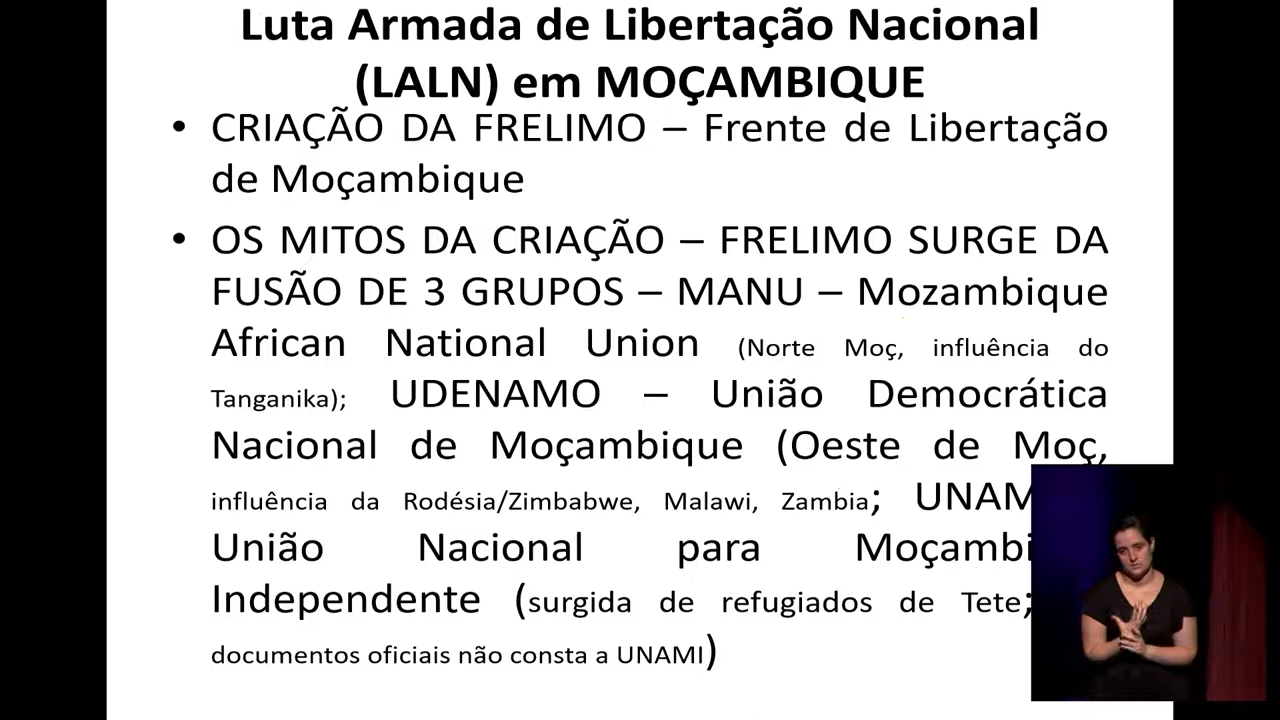 Luta Armada de Libertação Nacional
(LALN) em MOÇAMBIQUE
• CRIAÇÃO DA FRELIMO – Frente de Libertação
de Moçambique
• OS MITOS DA CRIAÇÃO – FRELIMO SURGE DA
FUSÃO DE 3 GRUPOS – MANU – Mozambique
African National Union (Norte Moç, influência do
Tanganika); UDENAMO – União Democrática
Nacional de Moçambique (Oeste de Moç,
influência da Rodésia/Zimbabwe, Malawi, Zambia;
União Nacional para
Independente (surgida de refugiados de Tete;
documentos oficiais não consta a UNAMI)